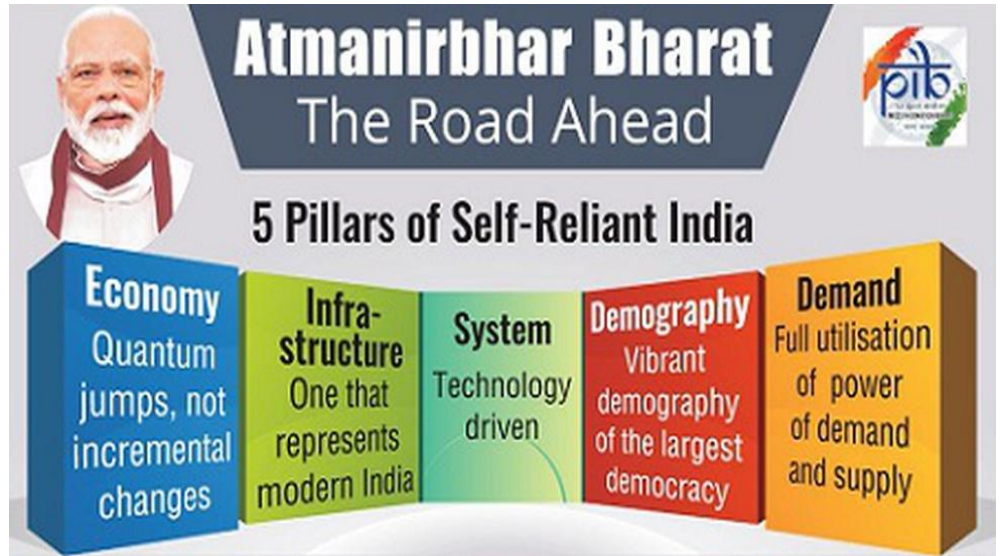 Atmanirbhar Bharat
The Road Ahead
pib
5 Pillars of Self-Reliant India
Economy
Quantum
jumps, not
incremental
changes
Infra-
structure
One that
represents
modern India
System
Technology
driven
Demography
Vibrant
demography
of the largest
democracy
Demand
Full utilisation
of power
of demand
and supply